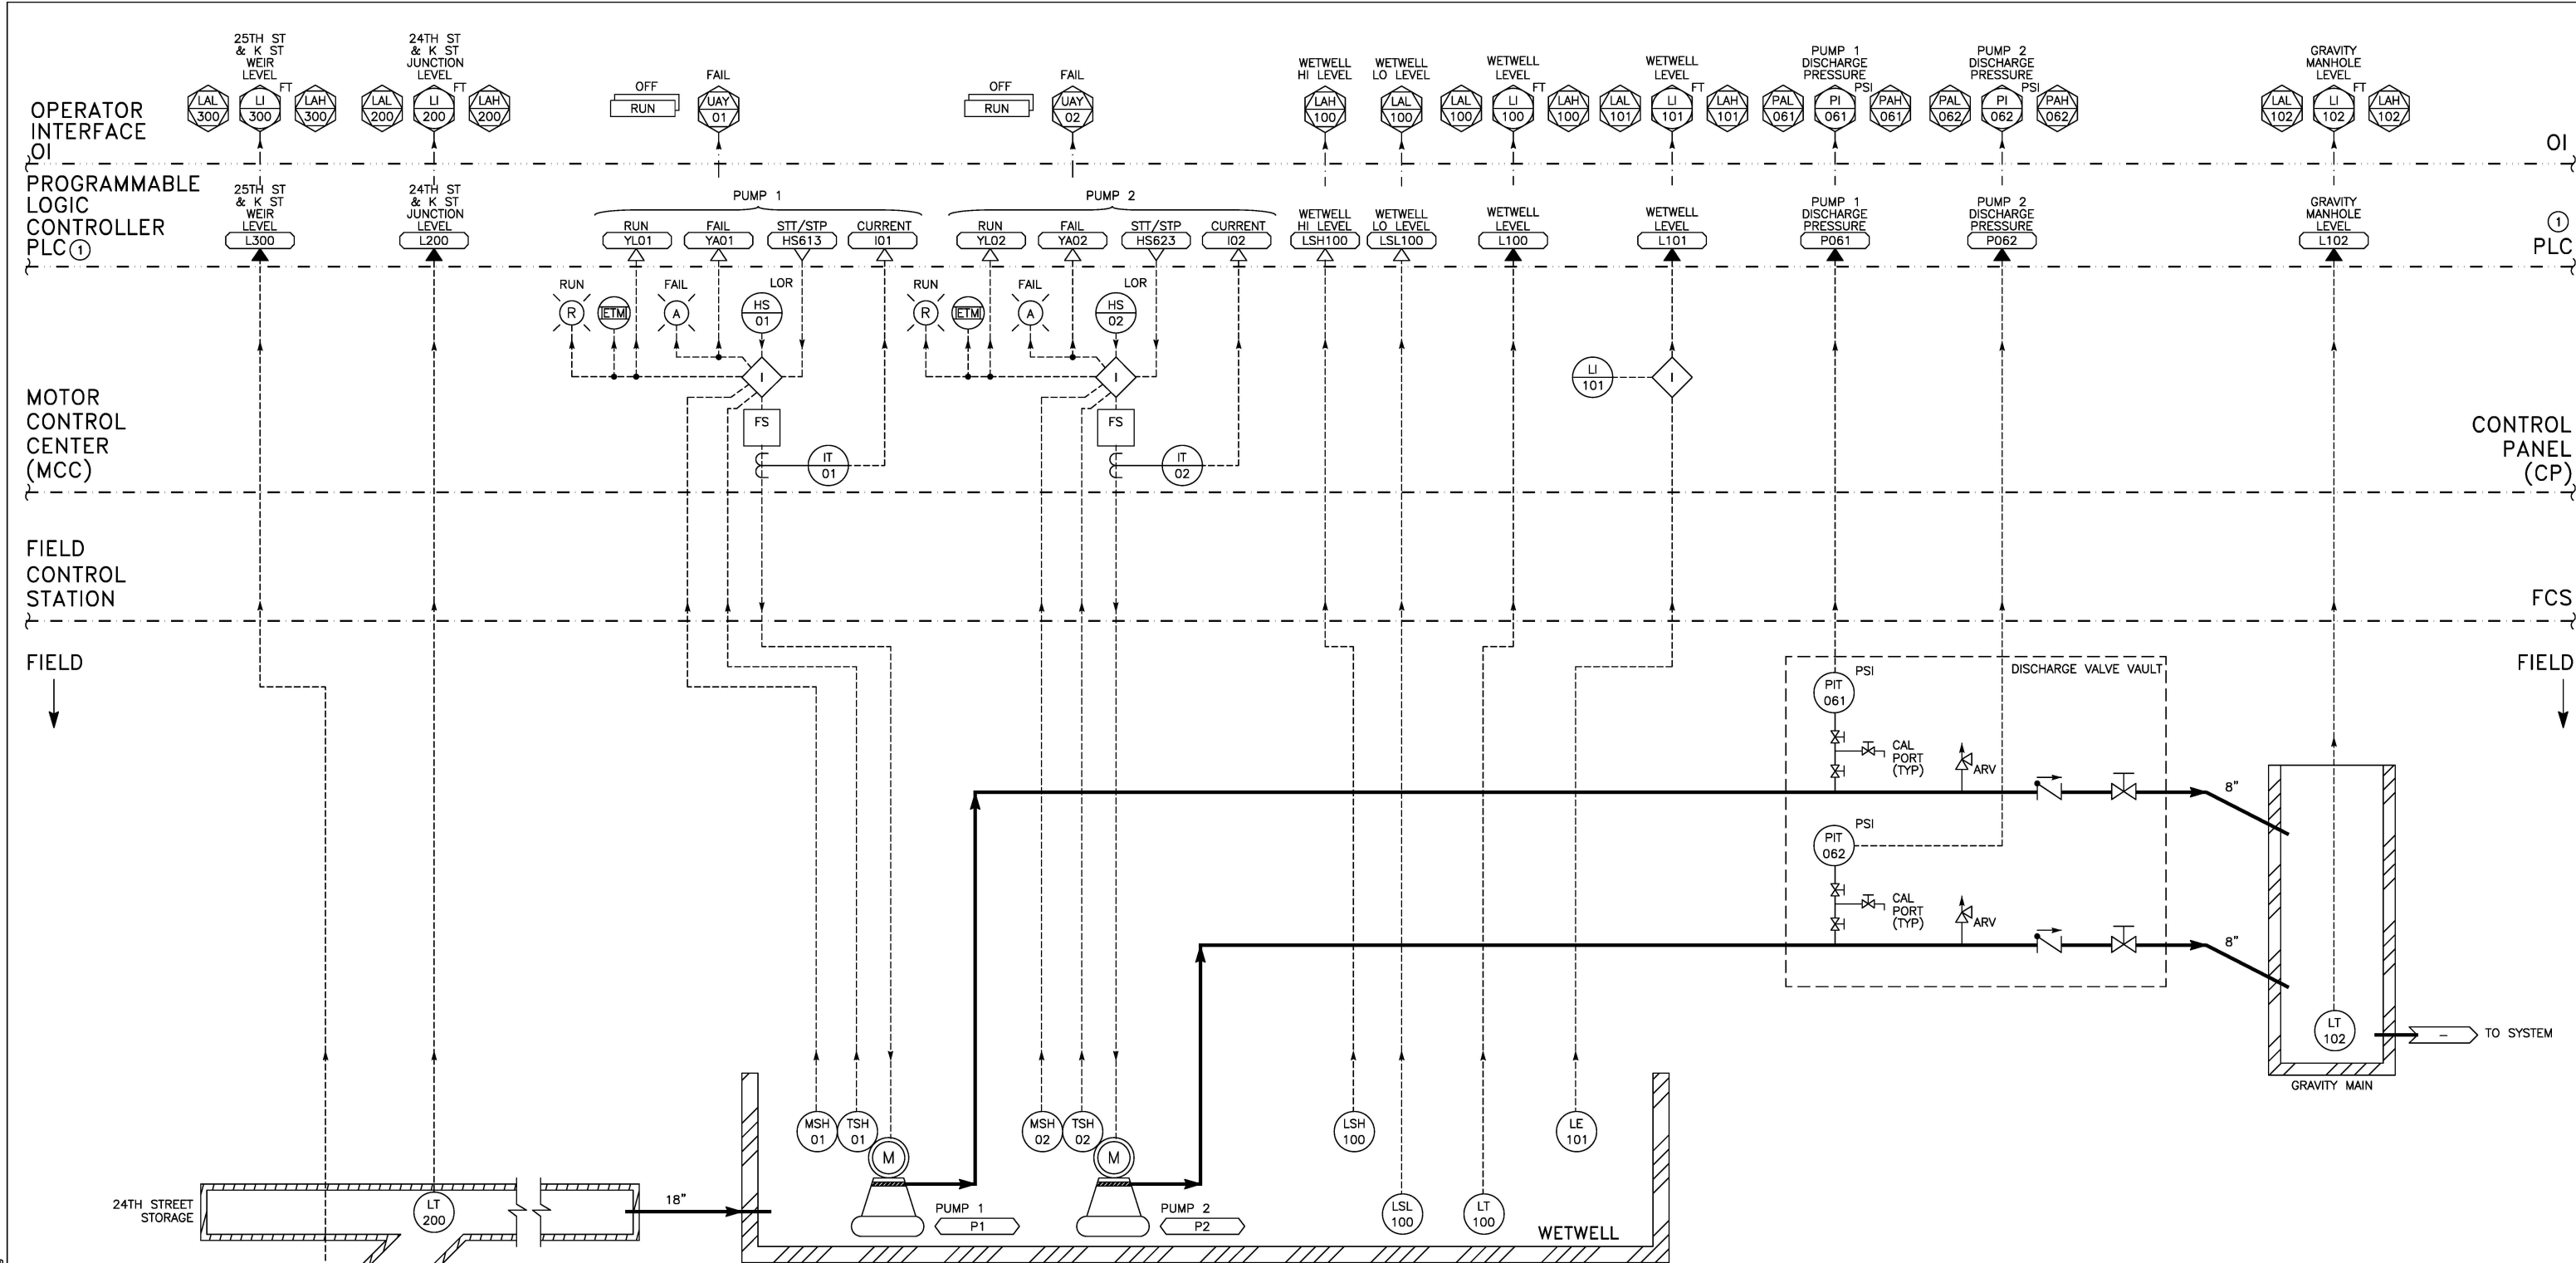 25TH ST
& K ST
WEIR
LEVEL
FT
LAL
300
LI
300
LAH
300
24TH ST
& K ST
JUNCTION
LEVEL
FT
LAL
200
LI
200
LAH
200
OFF
RUN
FAIL
UAY
01
OFF
RUN
FAIL
UAY
02
WETWELL
HI LEVEL
LAH
100
WETWELL
LO LEVEL
LAL
100
WETWELL
LEVEL
FT
LAL
100
LI
100
LAH
100
WETWELL
LEVEL
FT
LAL
101
LI
101
LAH
101
PUMP 1
DISCHARGE
PRESSURE
PSI
PAL
061
PI
061
PAH
061
PUMP 2
DISCHARGE
PRESSURE
PSI
PAL
062
PI
062
PAH
062
GRAVITY
MANHOLE
LEVEL
FT
LAL
102
LI
102
LAH
102
OPERATOR
INTERFACE
OI
OI
PROGRAMMABLE
LOGIC
CONTROLLER
PLC 1
25TH ST
& K ST
WEIR
LEVEL
L300
24TH ST
& K ST
JUNCTION
LEVEL
L200
PUMP 1
RUN
YL01
FAIL
YA01
STT/STP
HS613
CURRENT
I01
PUMP 2
RUN
YL02
FAIL
YA02
STT/STP
HS623
CURRENT
I02
WETWELL
HI LEVEL
LSH100
WETWELL
LO LEVEL
LSL100
WETWELL
LEVEL
L100
WETWELL
LEVEL
L101
PUMP 1
DISCHARGE
PRESSURE
P061
PUMP 2
DISCHARGE
PRESSURE
P062
GRAVITY
MANHOLE
LEVEL
L102
1
PLC
RUN
R
ETM
FAIL
A
HS
01
LOR
I
FS
IT
01
RUN
R
ETM
FAIL
A
HS
02
LOR
I
FS
IT
02
LI
101
I
MOTOR
CONTROL
CENTER
(MCC)
CONTROL
PANEL
(CP)
FIELD
CONTROL
STATION
FCS
FIELD
FIELD
DISCHARGE VALVE VAULT
PIT
061
PSI
CAL
PORT
(TYP)
ARV
8"
PIT
062
PSI
CAL
PORT
(TYP)
ARV
8"
LT
102
–
TO SYSTEM
GRAVITY MAIN
MSH
01
TSH
01
M
MSH
02
TSH
02
M
LSH
100
LE
101
24TH STREET
STORAGE
LT
200
18"
PUMP 1
P1
PUMP 2
P2
LSL
100
LT
100
WETWELL